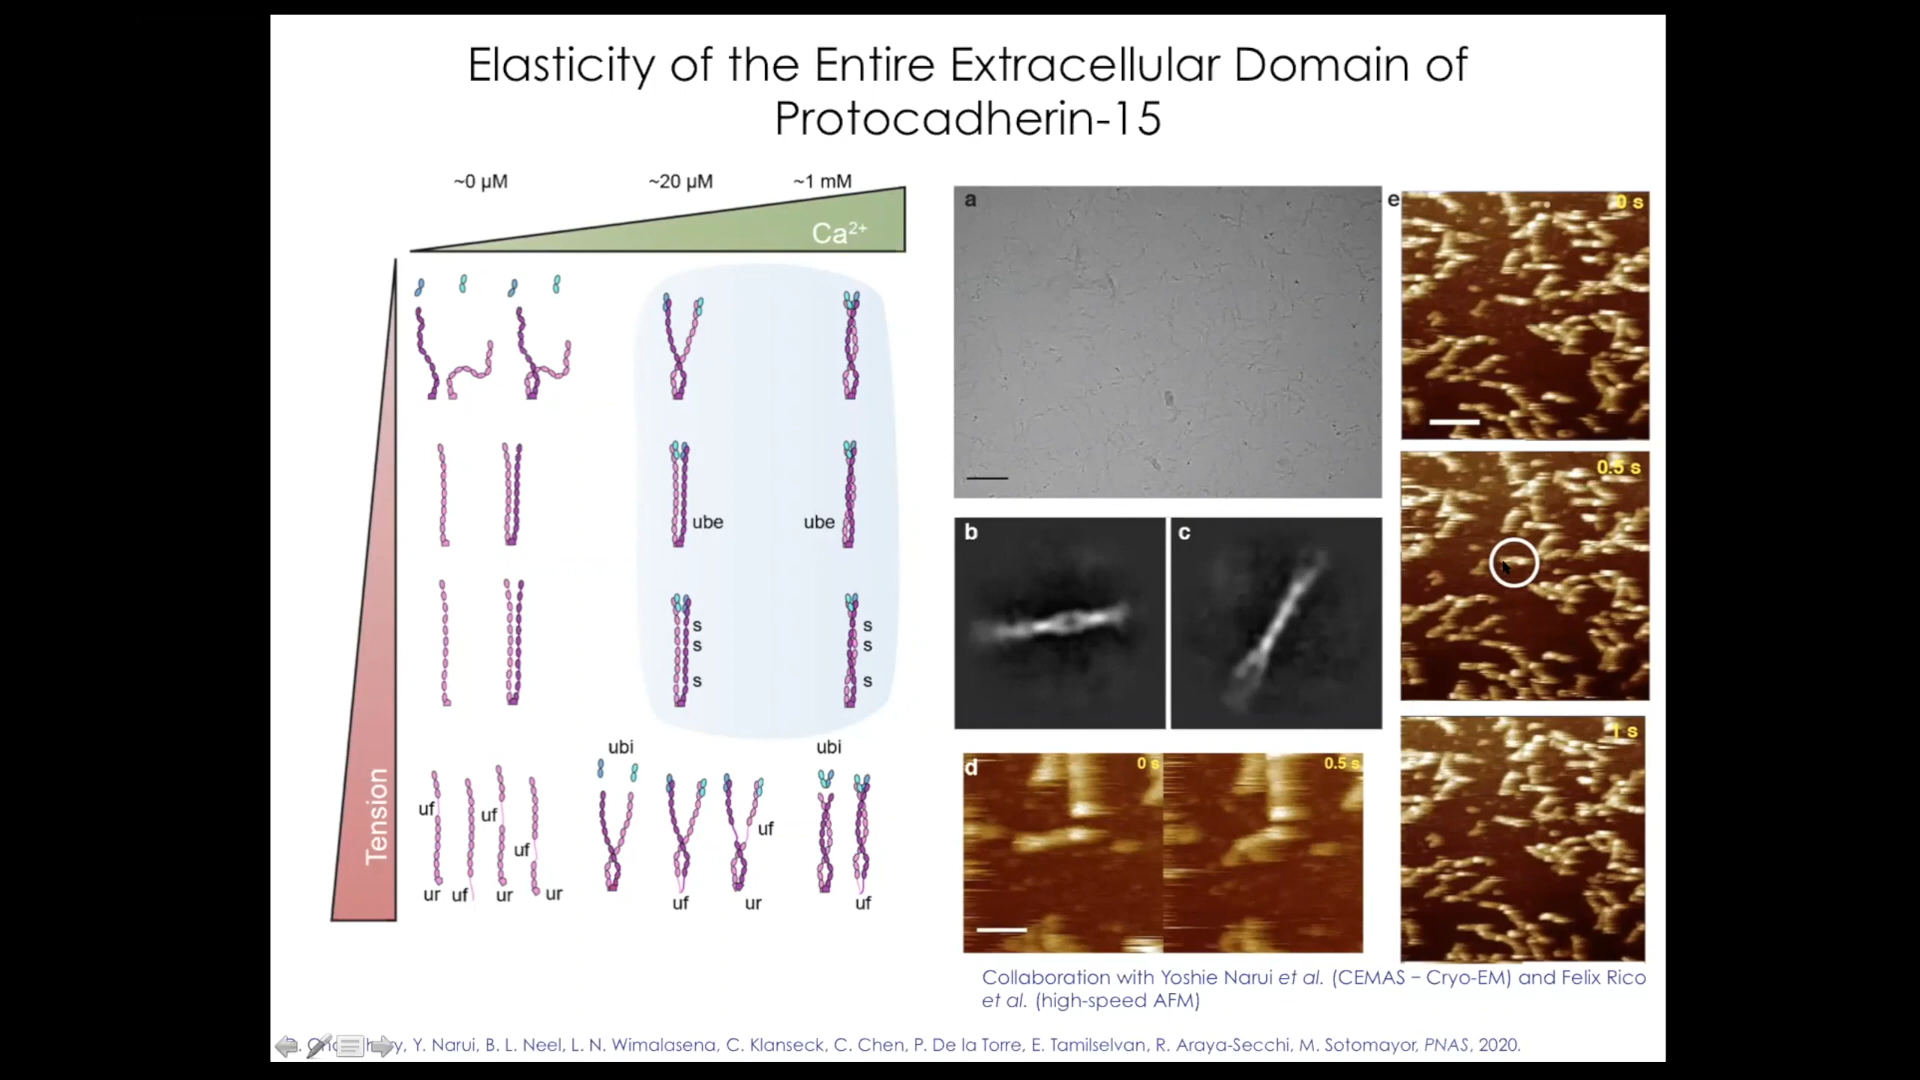 Elasticity of the Entire Extracellular Domain of
Protocadherin-15
~0 µM
~20 µM
~1 mM
Ca2+
Tension
ube
ube
s
s
s
s
s
s
ubi
ubi
uf
uf
uf
uf
ur
uf
ur
ur
uf
ur
uf
a
b
c
d
0 s
0.5 s
e
0 s
0.5 s
1 s
Collaboration with Yoshie Narui et al. (CEMAS – Cryo-EM) and Felix Rico
et al. (high-speed AFM)
Y. Narui, B. L. Neel, L. N. Wimalasena, C. Klanseck, C. Chen, P. De la Torre, E. Tamilselvan, R. Araya-Secchi, M. Sotomayor, PNAS, 2020.